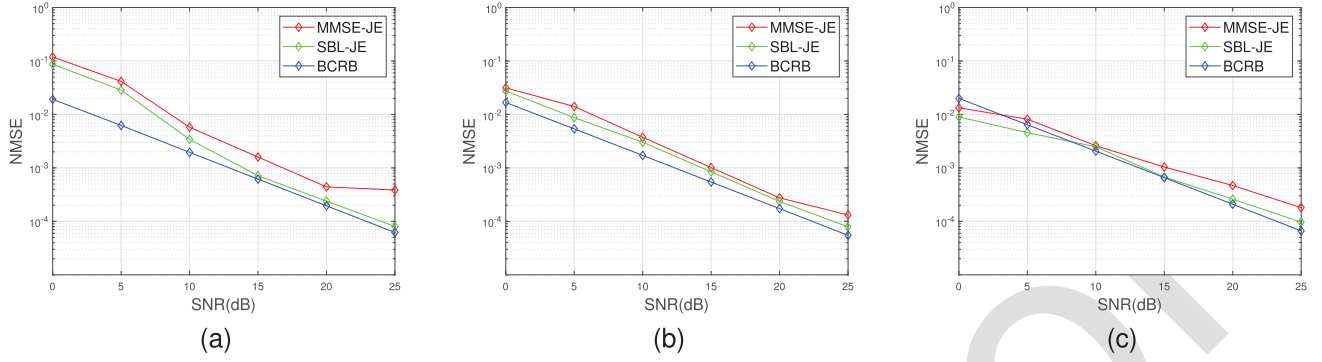 10^0
10^-1
10^-2
10^-3
10^-4
NMSE
0 5 10 15 20 25
SNR(dB)
MMSE-JE
SBL-JE
BCRB
(a)
10^0
10^-1
10^-2
10^-3
10^-4
NMSE
0 5 10 15 20 25
SNR(dB)
MMSE-JE
SBL-JE
BCRB
(b)
10^0
10^-1
10^-2
10^-3
10^-4
NMSE
0 5 10 15 20 25
SNR(dB)
MMSE-JE
SBL-JE
BCRB
(c)